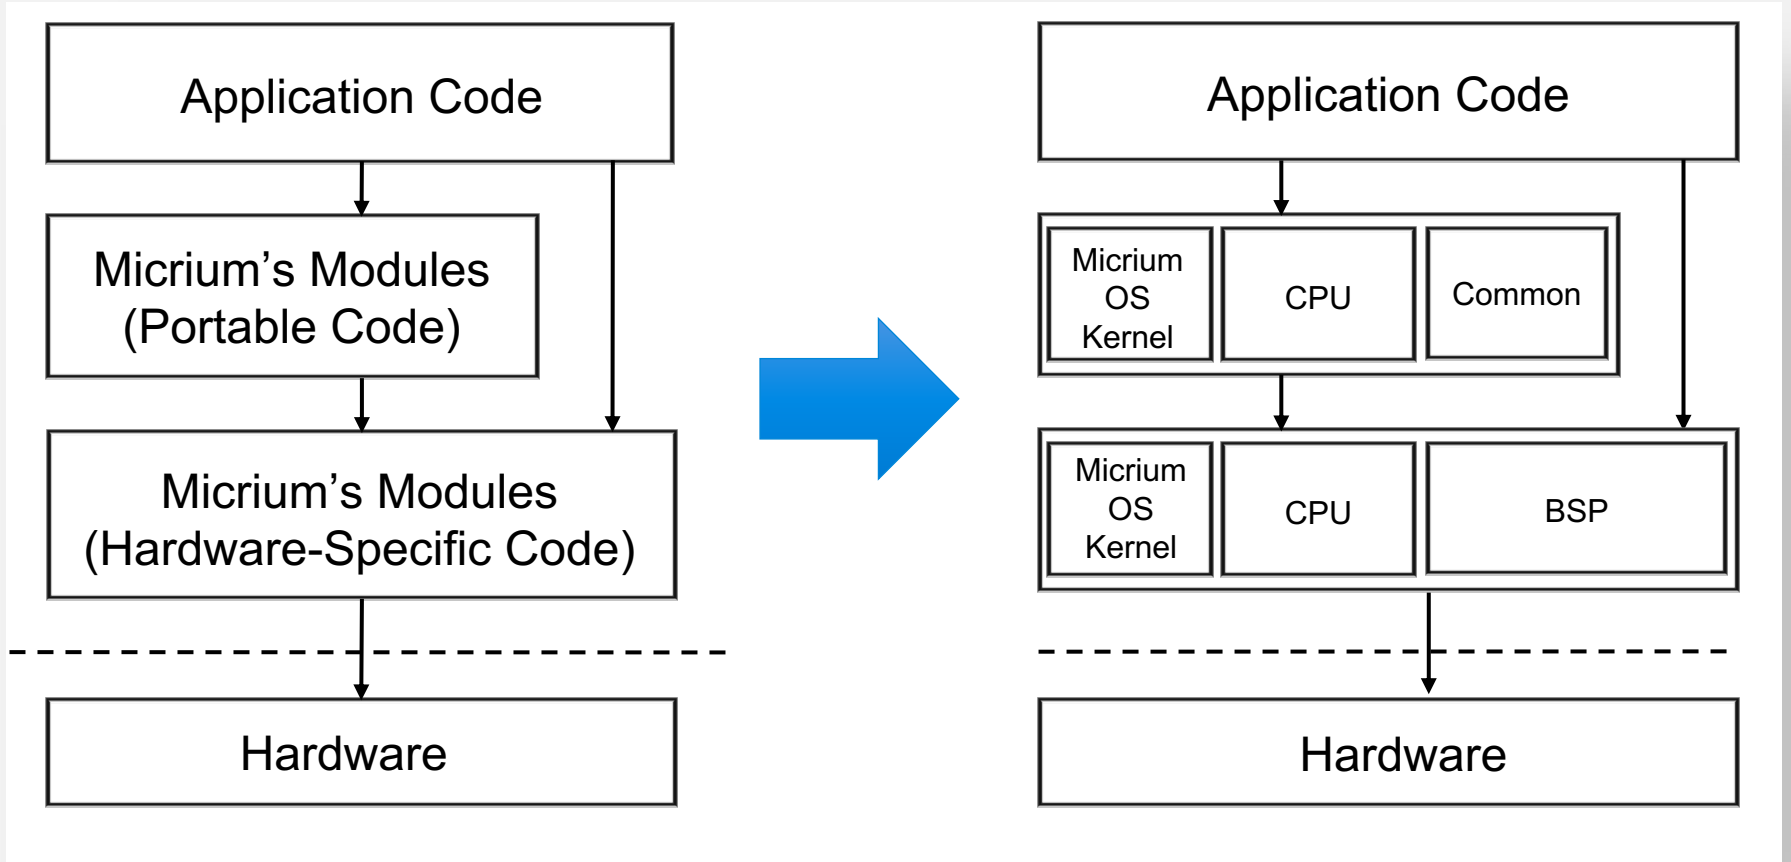 Application Code
Micrium’s Modules
(Portable Code)
Micrium’s Modules
(Hardware-Specific Code)
Hardware
Application Code
Micrium
OS
Kernel
CPU
Common
Micrium
OS
Kernel
CPU
BSP
Hardware